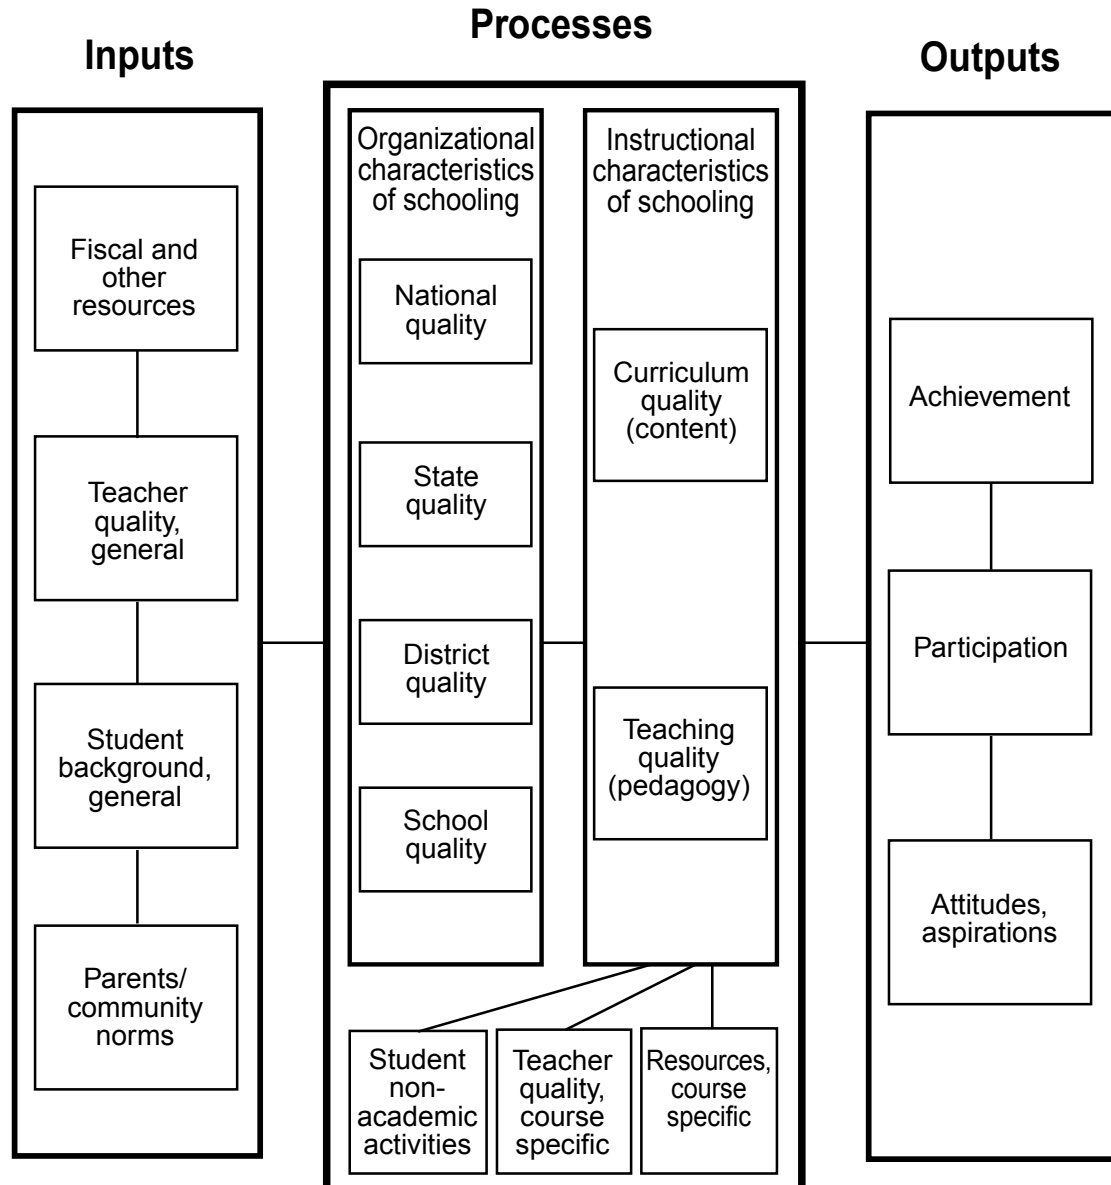 Inputs
Processes
Outputs
Fiscal and
other
resources
Teacher
quality,
general
Student
background,
general
Parents/
community
norms
Organizational
characteristics
of schooling
National
quality
State
quality
District
quality
School
quality
Instructional
characteristics
of schooling
Curriculum
quality
(content)
Teaching
quality
(pedagogy)
Student
non-
academic
activities
Teacher
quality,
course
specific
Resources,
course
specific
Achievement
Participation
Attitudes,
aspirations